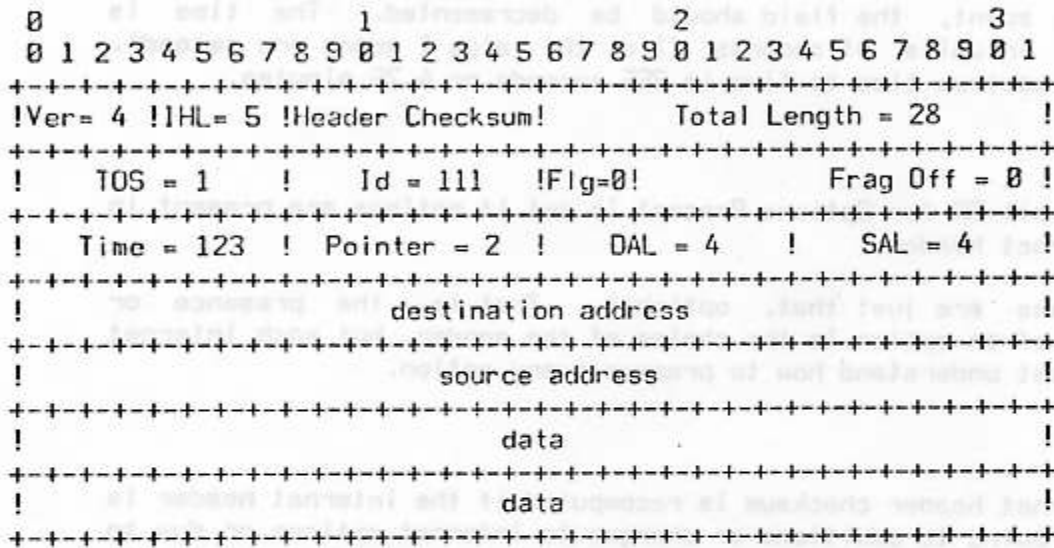 0 1 2 3
0 1 2 3 4 5 6 7 8 9 0 1 2 3 4 5 6 7 8 9 0 1 2 3 4 5 6 7 8 9 0 1
+-+-+-+-+-+-+-+-+-+-+-+-+-+-+-+-+-+-+-+-+-+-+-+-+-+-+-+-+-+-+-+-+
!Ver= 4 !IHL= 5 !Header Checksum! Total Length = 28 !
+-+-+-+-+-+-+-+-+-+-+-+-+-+-+-+-+-+-+-+-+-+-+-+-+-+-+-+-+-+-+-+-+
! TOS = 1 ! Id = 111 !Flg=0! Frag Off = 0 !
+-+-+-+-+-+-+-+-+-+-+-+-+-+-+-+-+-+-+-+-+-+-+-+-+-+-+-+-+-+-+-+-+
! Time = 123 ! Pointer = 2 ! DAL = 4 ! SAL = 4 !
+-+-+-+-+-+-+-+-+-+-+-+-+-+-+-+-+-+-+-+-+-+-+-+-+-+-+-+-+-+-+-+-+
! destination address !
+-+-+-+-+-+-+-+-+-+-+-+-+-+-+-+-+-+-+-+-+-+-+-+-+-+-+-+-+-+-+-+-+
! source address !
+-+-+-+-+-+-+-+-+-+-+-+-+-+-+-+-+-+-+-+-+-+-+-+-+-+-+-+-+-+-+-+-+
! data !
+-+-+-+-+-+-+-+-+-+-+-+-+-+-+-+-+-+-+-+-+-+-+-+-+-+-+-+-+-+-+-+-+
! data !
+-+-+-+-+-+-+-+-+-+-+-+-+-+-+-+-+-+-+-+-+-+-+-+-+-+-+-+-+-+-+-+-+